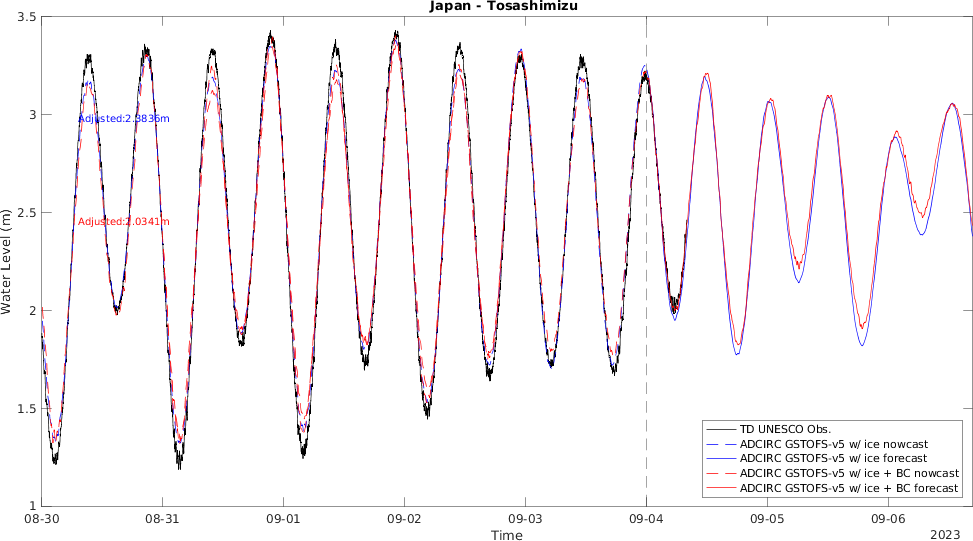 Japan - Tosashimizu
Water Level (m)
3.5
3
2.5
2
1.5
1
Adjusted:2.3836m
Adjusted:2.0341m
TD UNESCO Obs.
ADCIRC GSTOFS-v5 w/ ice nowcast
ADCIRC GSTOFS-v5 w/ ice forecast
ADCIRC GSTOFS-v5 w/ ice + BC nowcast
ADCIRC GSTOFS-v5 w/ ice + BC forecast
08-30 08-31 09-01 09-02 09-03 09-04 09-05 09-06
Time
2023